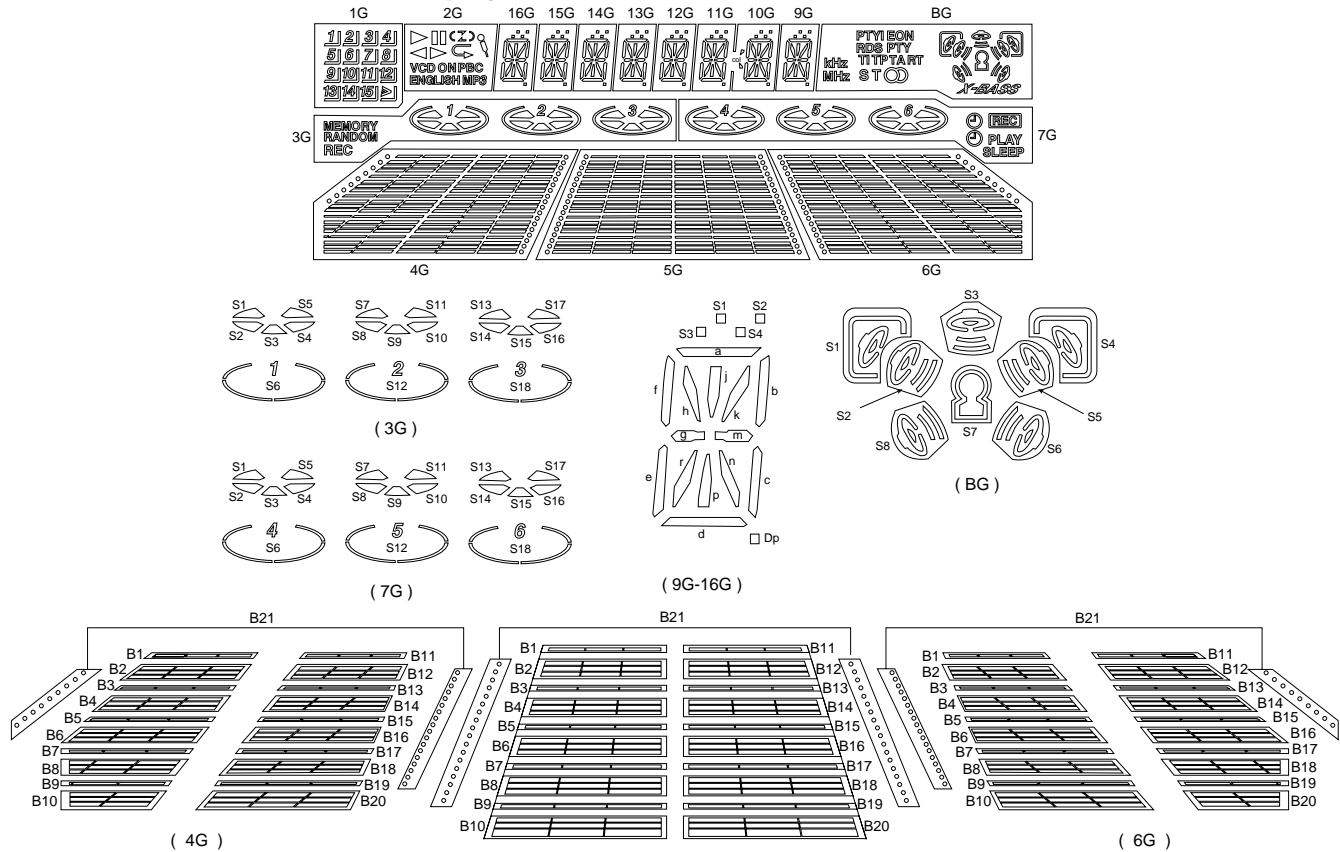 1G 2G 16G 15G 14G 13G 12G 11G 10G 9G BG
1 2 3 4
5 6 7 8
9 10 11 12
13 14 15
VCD ON PBC
ENGLISH MP3
col
kHz
MHz
PTYI EON
RDS PTY
TI TP TA RT
S T
X-BASS
3G
MEMORY
RANDOM
REC
1 2 3 4 5 6
REC
PLAY
SLEEP
7G
4G 5G 6G
S1 S5 S7 S11 S13 S17
S2 S3 S4 S8 S9 S10 S14 S15 S16
1 2 3
S6 S12 S18
( 3G )
S1 S5 S7 S11 S13 S17
S2 S3 S4 S8 S9 S10 S14 S15 S16
4 5 6
S6 S12 S18
( 7G )
S1 S2
S3 S4
a
f h j k b
g m
e r p n c
d
Dp
( 9G-16G )
S3
S1 S4
S2 S5
S7
S8 S6
( BG )
B21 B21 B21
B1 B11 B1 B11 B1 B11
B2 B12 B2 B12 B2 B12
B3 B13 B3 B13 B3 B13
B4 B14 B4 B14 B4 B14
B5 B15 B5 B15 B5 B15
B6 B16 B6 B16 B6 B16
B7 B17 B7 B17 B7 B17
B8 B18 B8 B18 B8 B18
B9 B19 B9 B19 B9 B19
B10 B20 B10 B20 B10 B20
( 4G ) ( 6G )